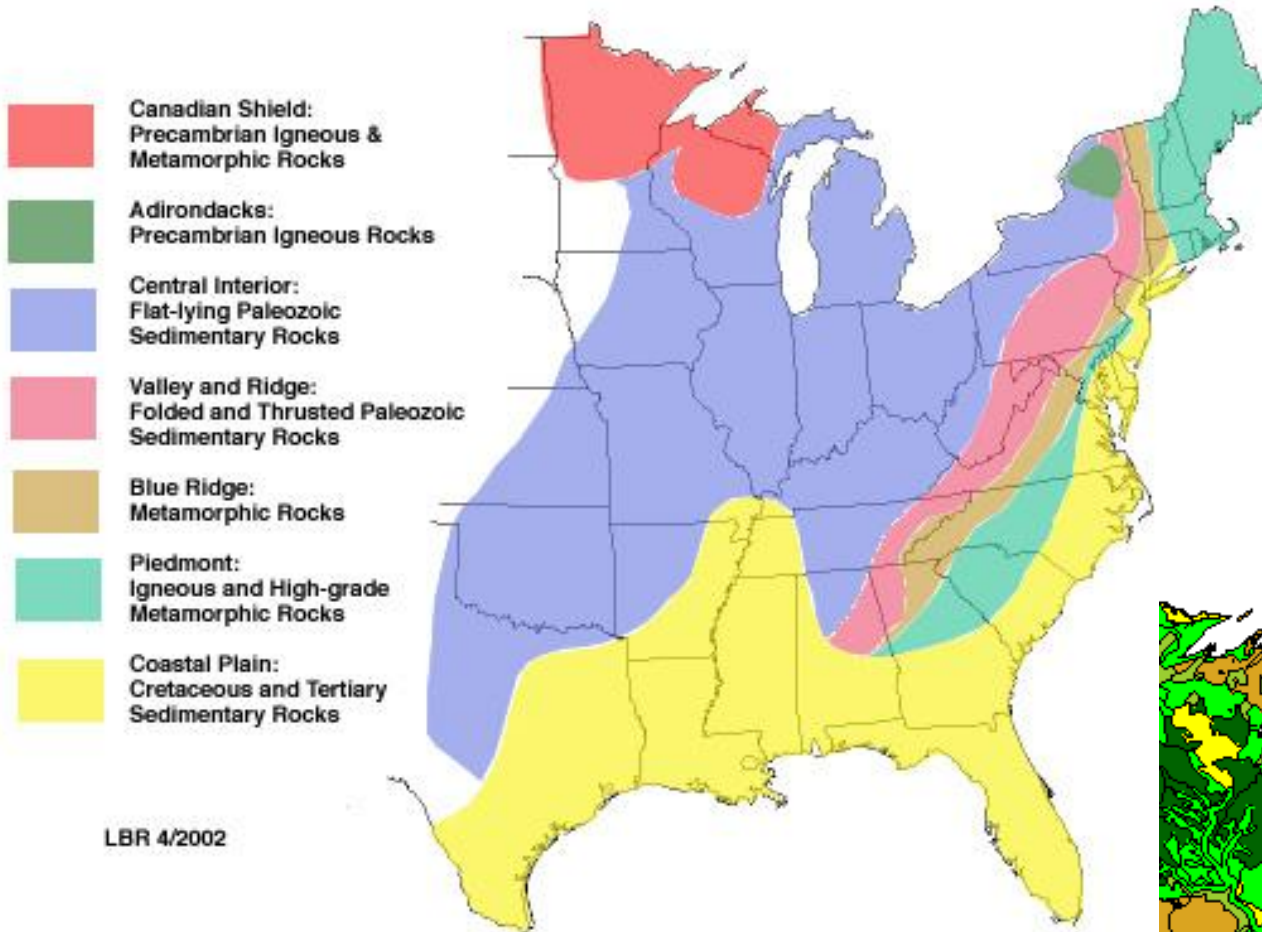 Canadian Shield:
Precambrian Igneous &
Metamorphic Rocks
Adirondacks:
Precambrian Igneous Rocks
Central Interior:
Flat-lying Paleozoic
Sedimentary Rocks
Valley and Ridge:
Folded and Thrusted Paleozoic
Sedimentary Rocks
Blue Ridge:
Metamorphic Rocks
Piedmont:
Igneous and High-grade
Metamorphic Rocks
Coastal Plain:
Cretaceous and Tertiary
Sedimentary Rocks
LBR 4/2002